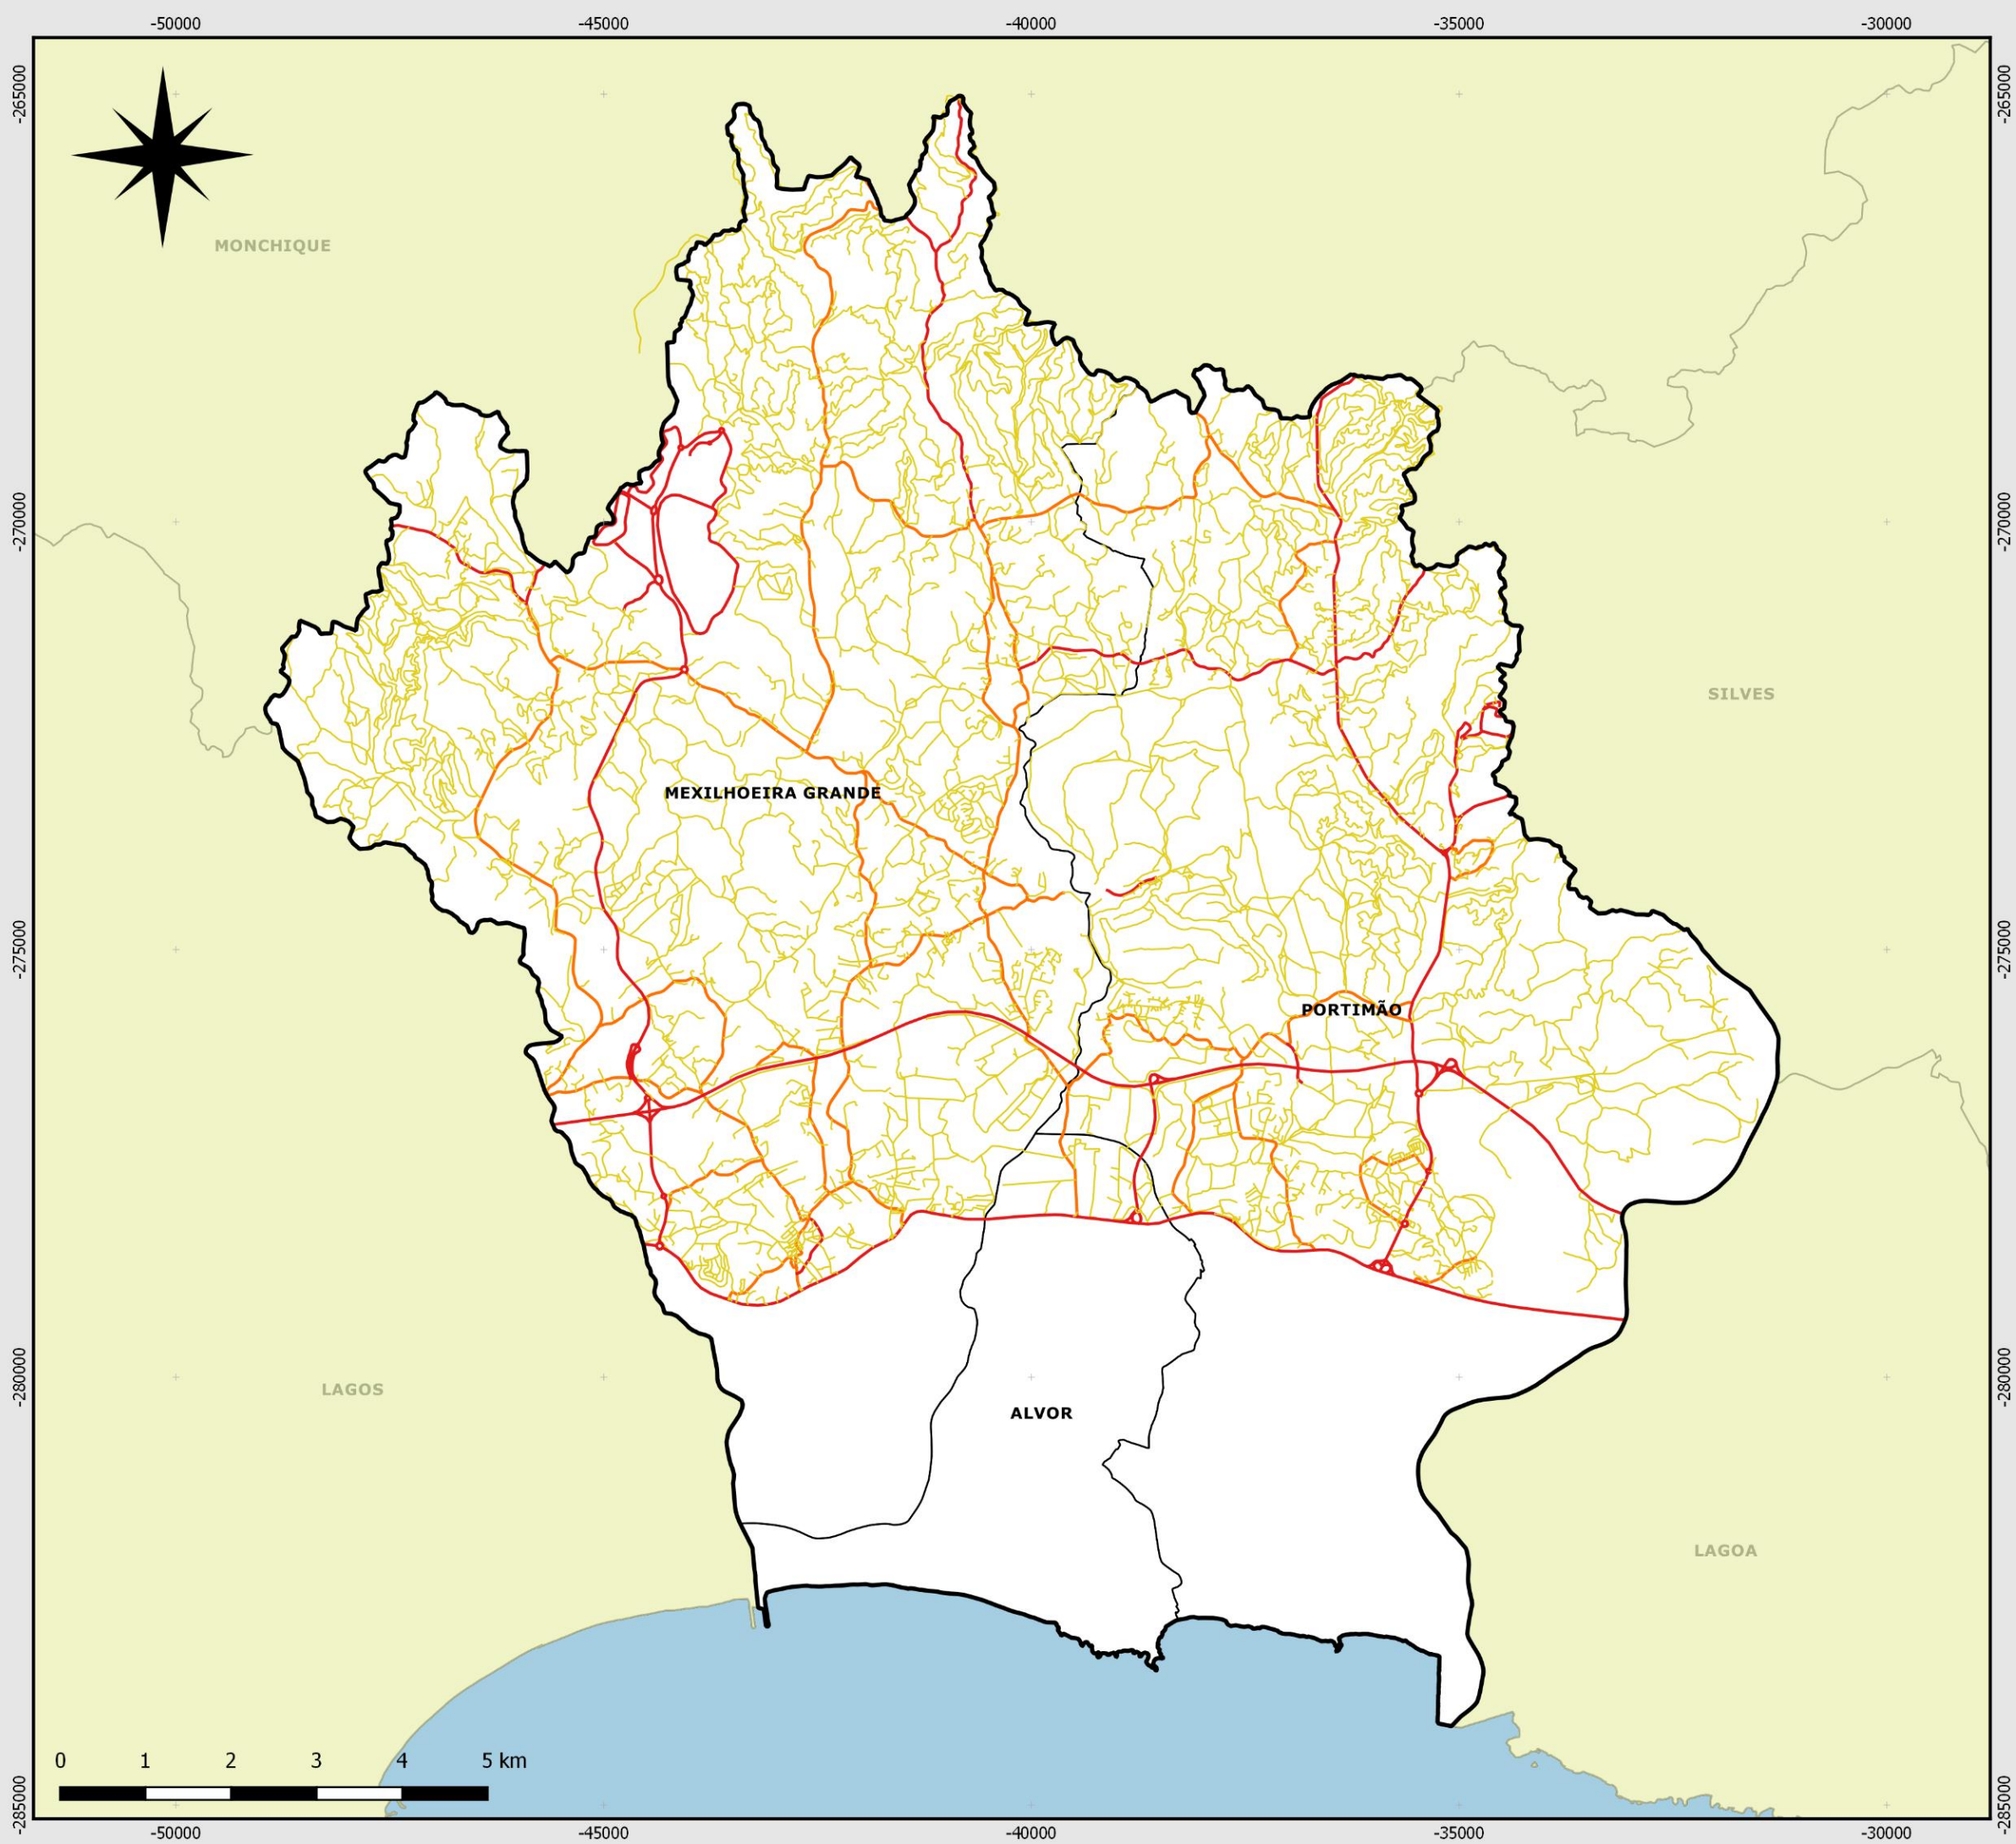 -50000 -45000 -40000 -35000 -30000
-265000 -265000
MONCHIQUE
-270000 -270000
SILVES
MEXILHOEIRA GRANDE
-275000 -275000
PORTIMÃO
-280000 -280000
LAGOS
ALVOR
LAGOA
0 1 2 3 4 5 km
-285000 -285000
-50000 -45000 -40000 -35000 -30000